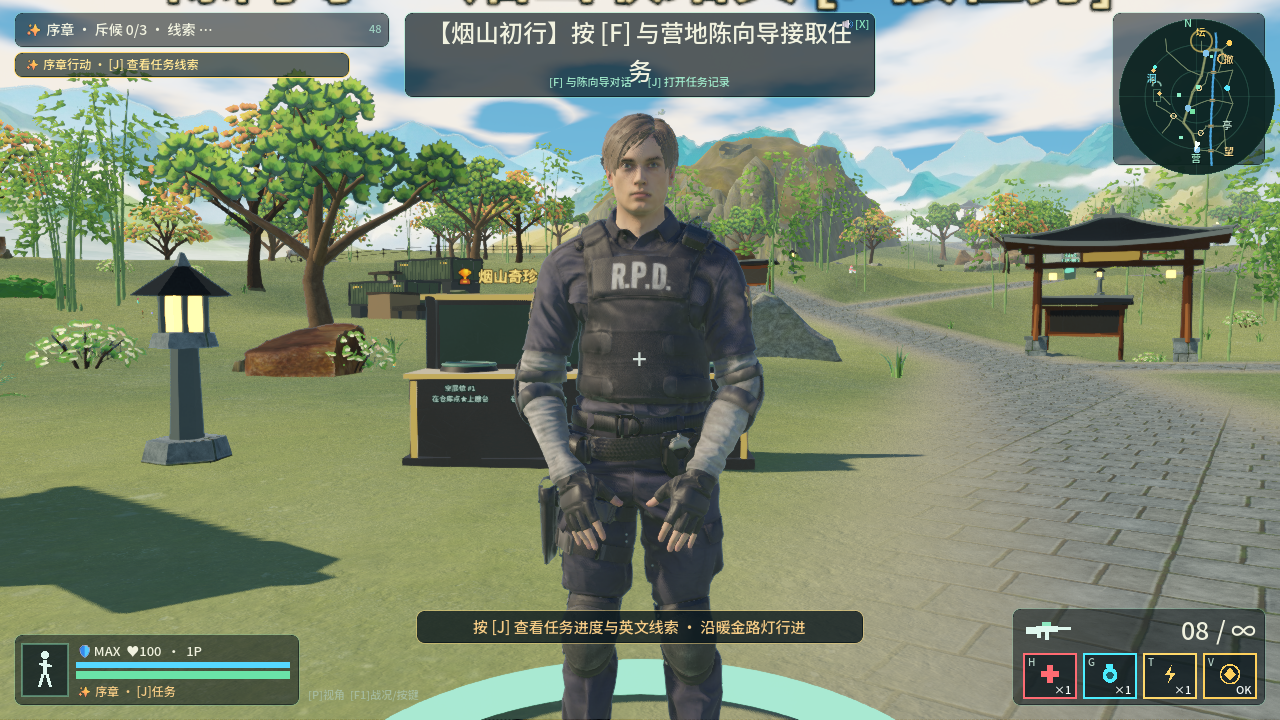 序章 · 斥候 0/3 · 线索 ···
48
序章行动 · [J] 查看任务线索
【烟山初行】按 [F] 与营地陈向导接取任务
[X]
[F] 与陈向导对话 · [J] 打开任务记录
N
坛
撤
湘
亭
望
营
烟山奇珍
R.P.D.
按 [J] 查看任务进度与英文线索 · 沿暖金路灯行进
MAX ♥100 · 1P
序章 · [J]任务
[P]视角 [F1]战况/按键
08 / ∞
H ×1
G ×1
T ×1
V OK